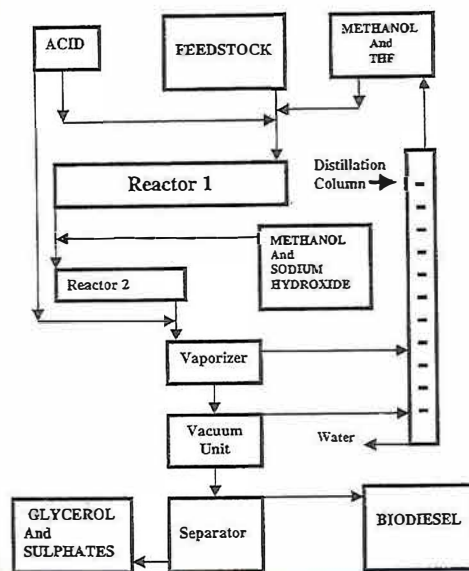 ACID
FEEDSTOCK
METHANOL
And
THF
Distillation
Column
Reactor 1
METHANOL
And
SODIUM
HYDROXIDE
Reactor 2
Vaporizer
Vacuum
Unit
Water
GLYCEROL
And
SULPHATES
Separator
BIODIESEL